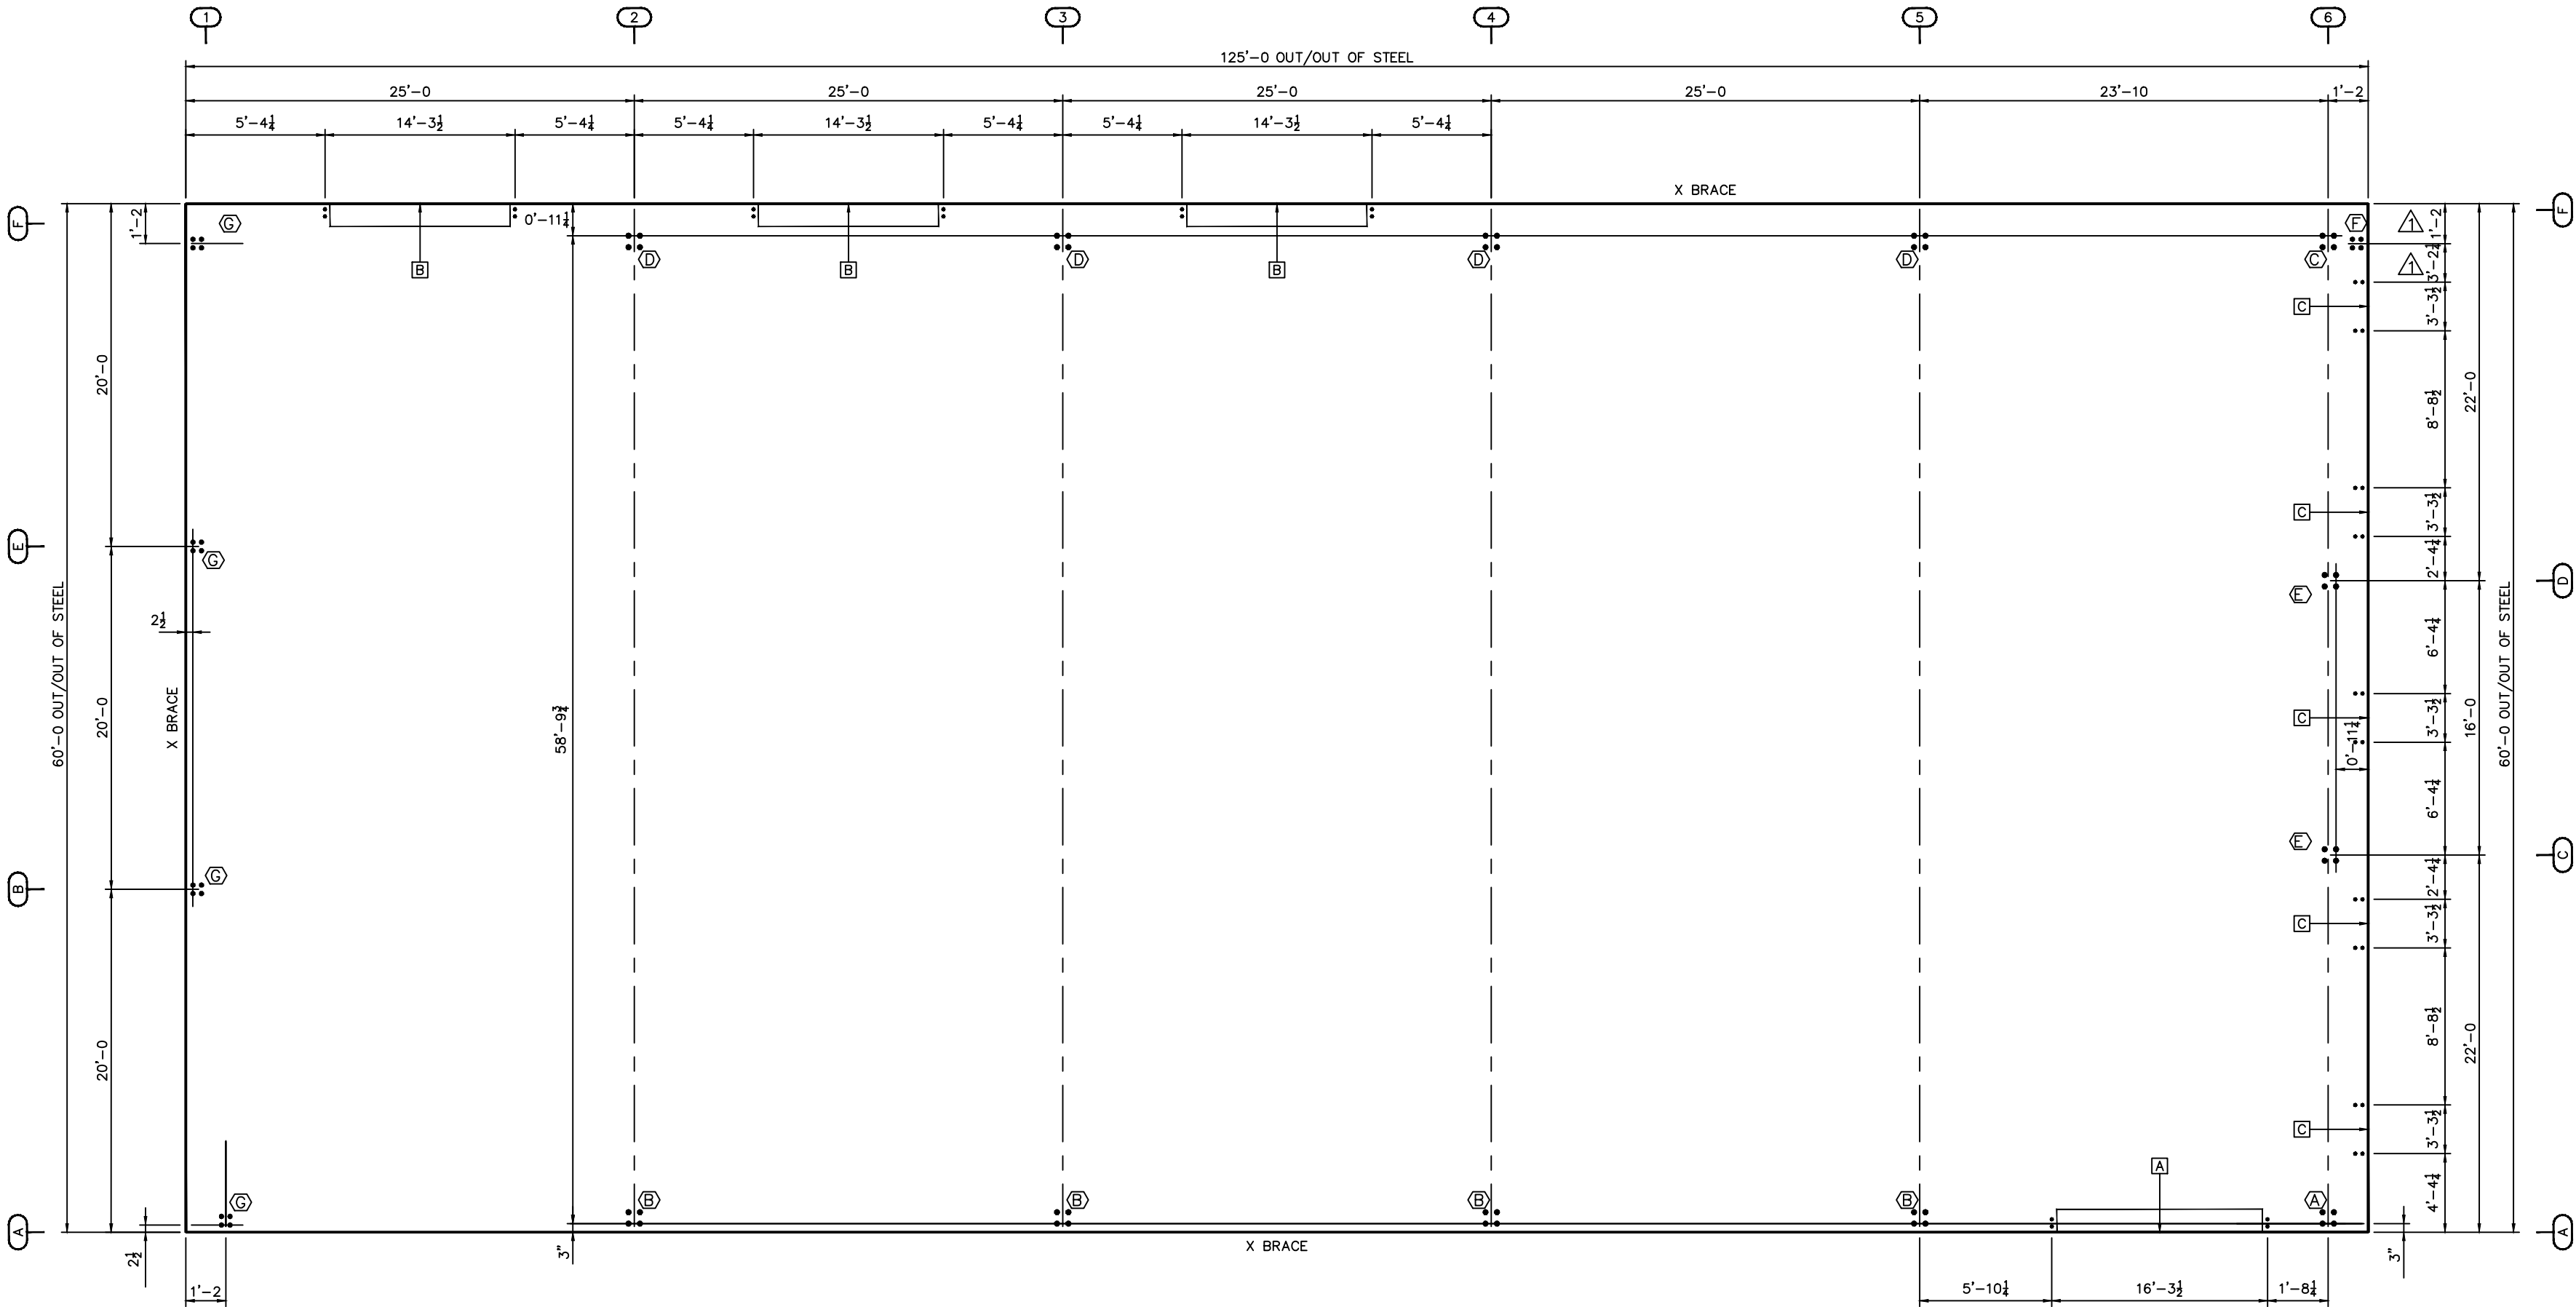 1 2 3 4 5 6
125'-0 OUT/OUT OF STEEL
25'-0 25'-0 25'-0 25'-0 23'-10 1'-2
5'-4¼ 14'-3½ 5'-4¼ 5'-4¼ 14'-3½ 5'-4¼ 5'-4¼ 14'-3½ 5'-4¼
X BRACE
F 1'-2 G 0'-11¼ F 1 1'-2 F
B D B D B D D C 1 3'-2¼
C 3'-3½
20'-0 8'-8½ 22'-0
C 3'-3½
E G 2'-4¼
E D
60'-0 OUT/OUT OF STEEL
2½
6'-4¼
60'-0 OUT/OUT OF STEEL
X BRACE
20'-0 58'-9¾ C 3'-3½ 16'-0
0'-11¼
6'-4¼
E C
B G 2'-4¼
C 3'-3½
20'-0 8'-8½ 22'-0
C 3'-3½
A 4'-4¼
G B B B B A
A 2½ 3" X BRACE 3" A
1'-2 5'-10¼ 16'-3½ 1'-8¼